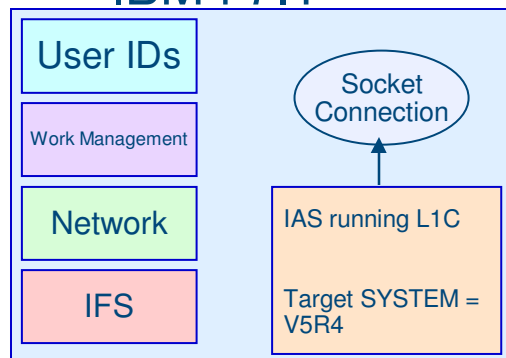 User IDs
Work Management
Network
IFS
Socket
Connection
IAS running L1C
Target SYSTEM =
V5R4